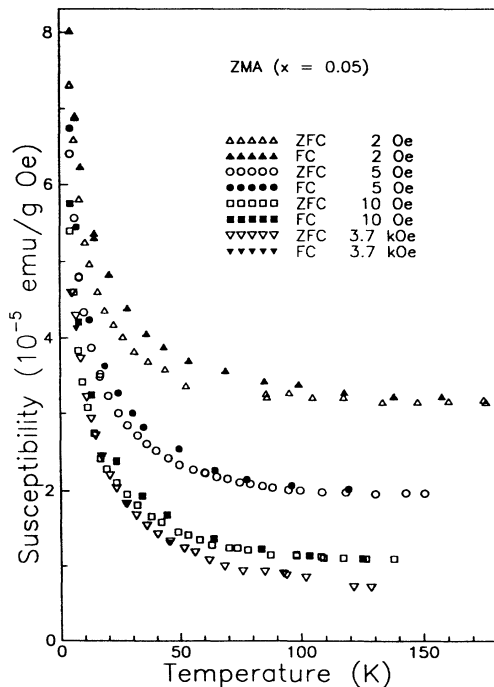 8
6
4
2
0
Susceptibility (10⁻⁵ emu/g Oe)
ZMA (x = 0.05)
ZFC 2 Oe
FC 2 Oe
ZFC 5 Oe
FC 5 Oe
ZFC 10 Oe
FC 10 Oe
ZFC 3.7 kOe
FC 3.7 kOe
0 50 100 150
Temperature (K)